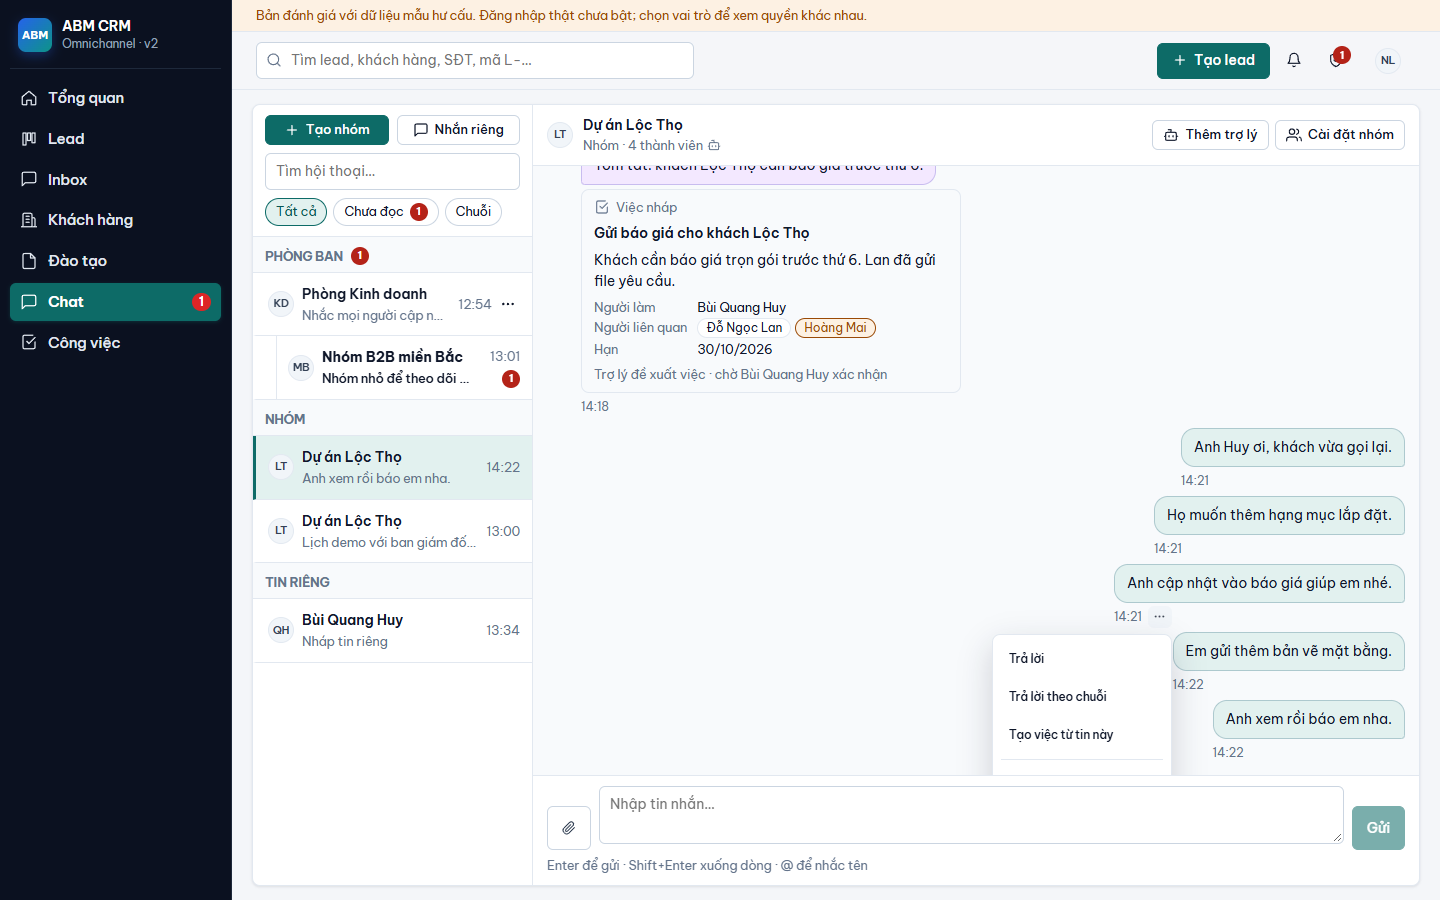 ABM
ABM CRM
Omnichannel · v2
Tổng quan
Lead
Inbox
Khách hàng
Đào tạo
Chat
1
Công việc
Bản đánh giá với dữ liệu mẫu hư cấu. Đăng nhập thật chưa bật; chọn vai trò để xem quyền khác nhau.
Tìm lead, khách hàng, SĐT, mã L-...
+ Tạo lead
1
NL
+ Tạo nhóm
Nhắn riêng
Tìm hội thoại...
Tất cả
Chưa đọc 1
Chuỗi
PHÒNG BAN 1
KD
Phòng Kinh doanh
12:54 ...
Nhắc mọi người cập n...
MB
Nhóm B2B miền Bắc
13:01
Nhóm nhỏ để theo dõi ...
1
NHÓM
LT
Dự án Lộc Thọ
14:22
Anh xem rồi báo em nha.
LT
Dự án Lộc Thọ
13:00
Lịch demo với ban giám đố...
TIN RIÊNG
QH
Bùi Quang Huy
13:34
Nháp tin riêng
LT
Dự án Lộc Thọ
Nhóm · 4 thành viên
Thêm trợ lý
Cài đặt nhóm
Tóm tắt: khách Lộc Thọ cần báo giá trước thứ 6.
Việc nháp
Gửi báo giá cho khách Lộc Thọ
Khách cần báo giá trọn gói trước thứ 6. Lan đã gửi
file yêu cầu.
Người làm Bùi Quang Huy
Người liên quan Đỗ Ngọc Lan Hoàng Mai
Hạn 30/10/2026
Trợ lý đề xuất việc · chờ Bùi Quang Huy xác nhận
14:18
Anh Huy ơi, khách vừa gọi lại.
14:21
Họ muốn thêm hạng mục lắp đặt.
14:21
Anh cập nhật vào báo giá giúp em nhé.
14:21 ...
Em gửi thêm bản vẽ mặt bằng.
14:22
Anh xem rồi báo em nha.
14:22
Trả lời
Trả lời theo chuỗi
Tạo việc từ tin này
Nhập tin nhắn...
Gửi
Enter để gửi · Shift+Enter xuống dòng · @ để nhắc tên